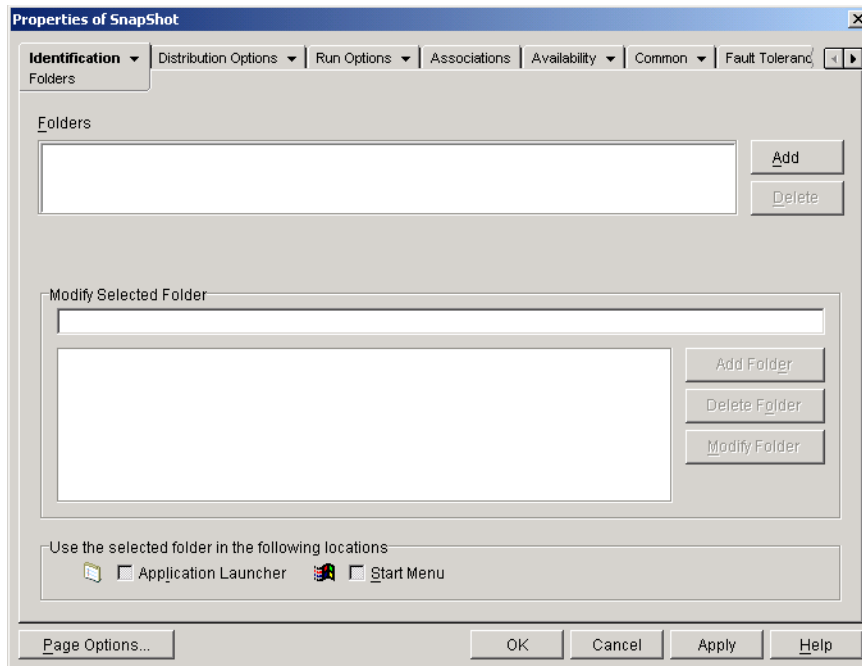 Properties of SnapShot
Identification Distribution Options Run Options Associations Availability Common Fault Toleranc
Folders
Folders
Add
Delete
Modify Selected Folder
Add Folder
Delete Folder
Modify Folder
Use the selected folder in the following locations
Application Launcher Start Menu
Page Options... OK Cancel Apply Help